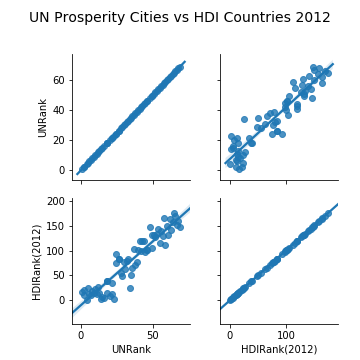 UN Prosperity Cities vs HDI Countries 2012
UNRank
60
40
20
0
HDIRank(2012)
200
150
100
50
0
0 50
UNRank
0 100
HDIRank(2012)